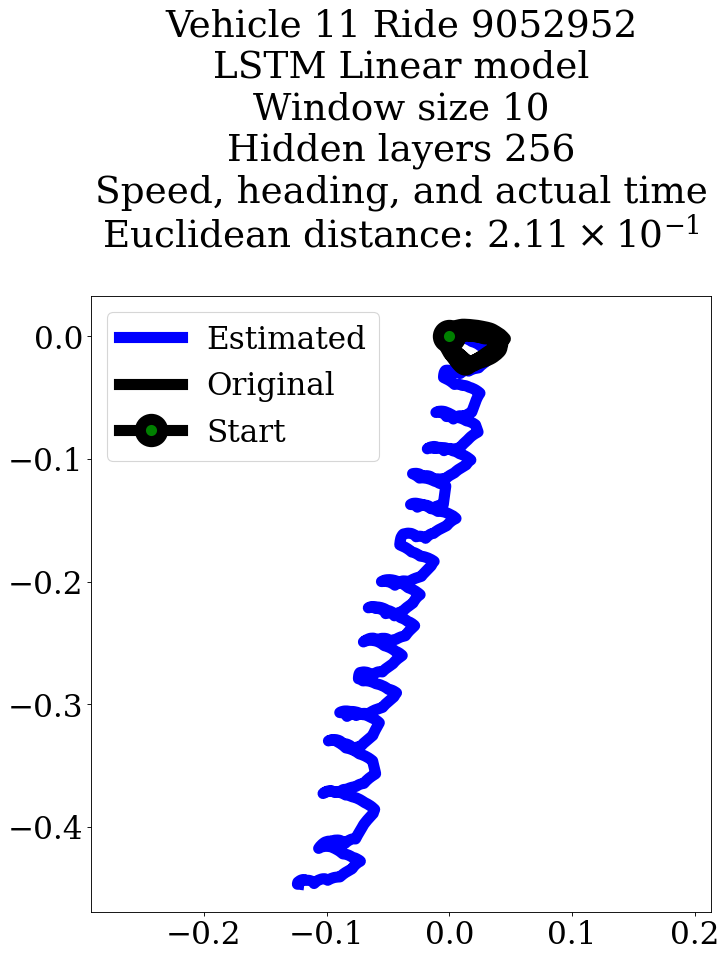 Vehicle 11 Ride 9052952
LSTM Linear model
Window size 10
Hidden layers 256
Speed, heading, and actual time
Euclidean distance: 2.11 × 10⁻¹
Estimated
Original
Start
0.0
−0.1
−0.2
−0.3
−0.4
−0.2 −0.1 0.0 0.1 0.2